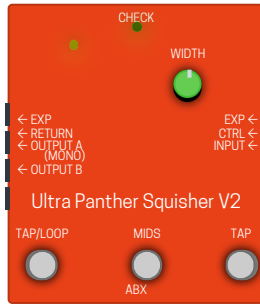 CHECK
WIDTH
← EXP
← RETURN
← OUTPUT A
(MONO)
← OUTPUT B
EXP ←
CTRL ←
INPUT ←
Ultra Panther Squisher V2
TAP/LOOP
MIDS
TAP
ABX